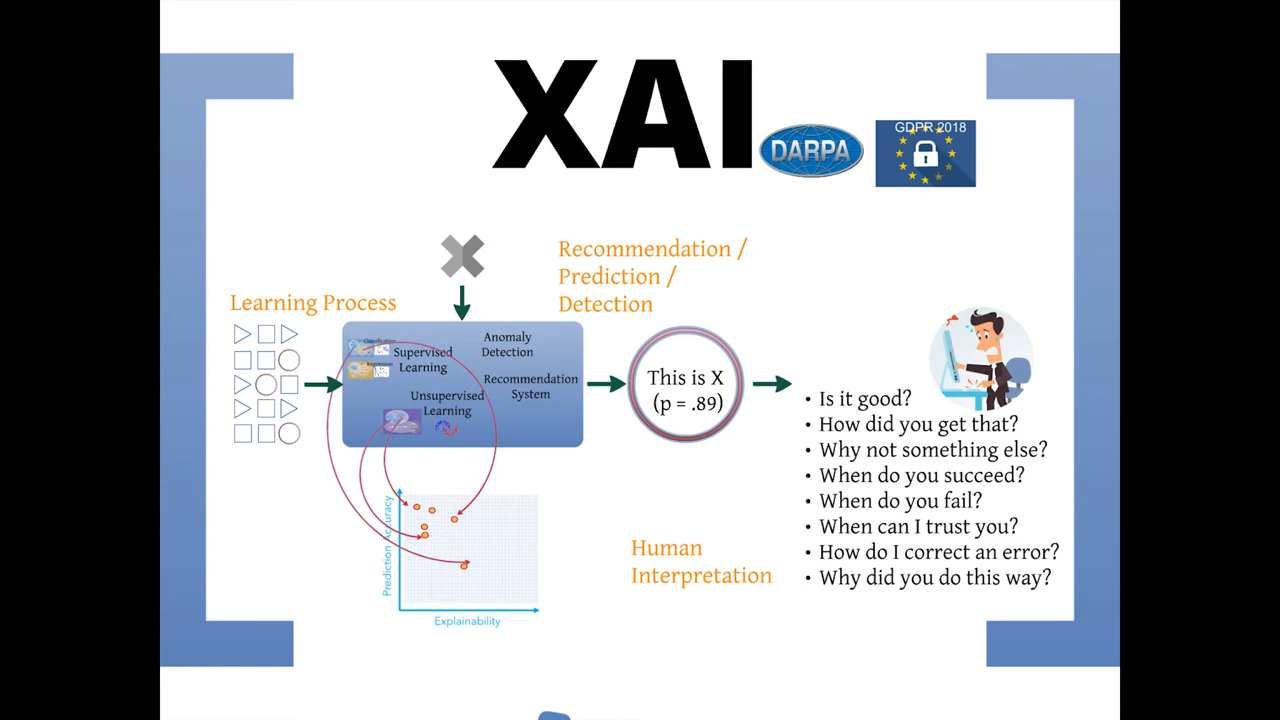 XAI
DARPA
GDPR 2018
Recommendation /
Prediction /
Detection
Learning Process
Classification
Regression
Supervised
Learning
Anomaly
Detection
Recommendation
System
Unsupervised
Learning
This is X
(p = .89)
• Is it good?
• How did you get that?
• Why not something else?
• When do you succeed?
• When do you fail?
• When can I trust you?
• How do I correct an error?
• Why did you do this way?
Prediction Accuracy
Explainability
Human
Interpretation